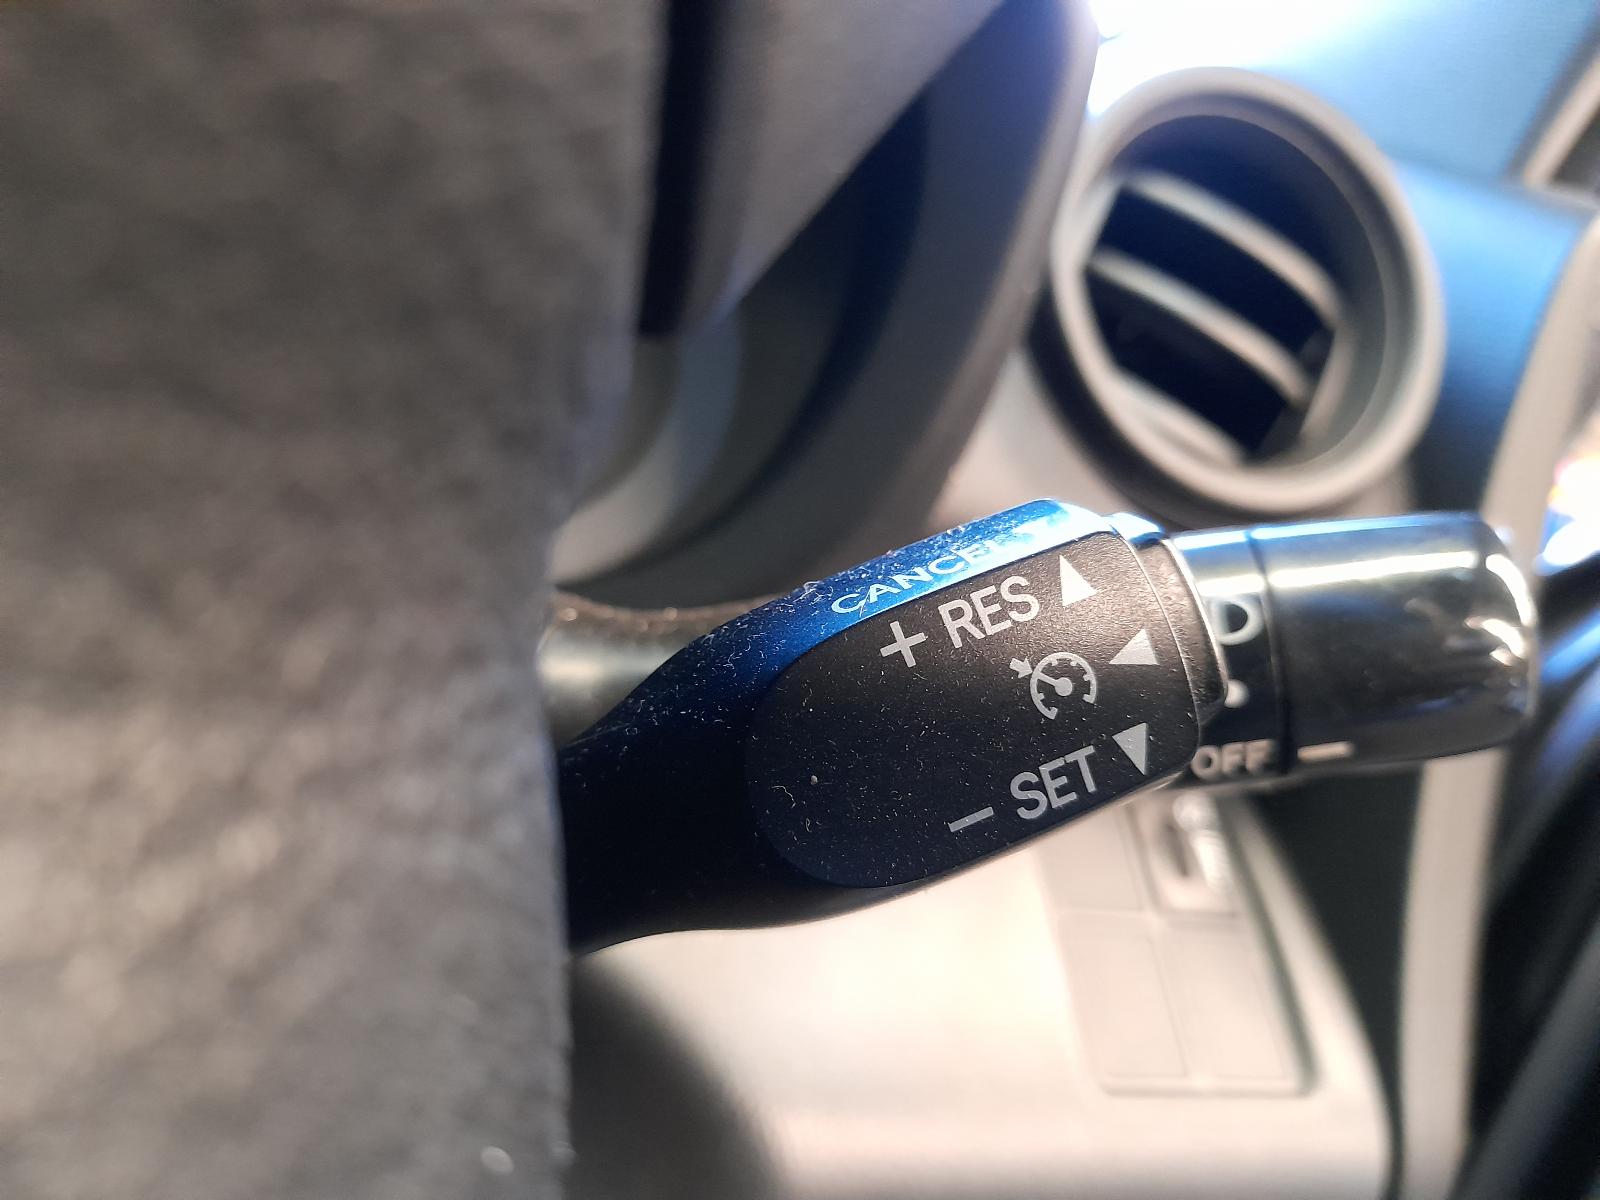 CANCEL
+ RES
- SET
OFF -